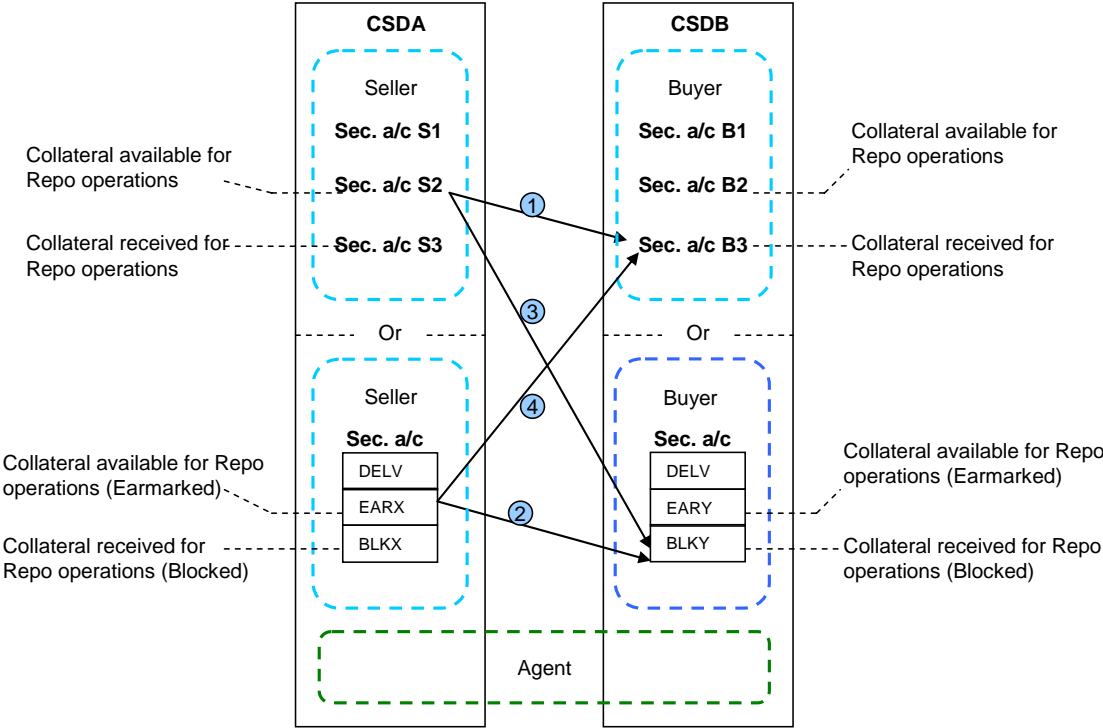 CSDA
CSDB
Seller
Buyer
Sec. a/c S1
Sec. a/c B1
Collateral available for
Repo operations
Sec. a/c S2
Sec. a/c B2
Collateral available for
Repo operations
1
Collateral received for
Repo operations
Sec. a/c S3
Sec. a/c B3
Collateral received for
Repo operations
3
Or
Or
Seller
Buyer
4
Sec. a/c
Sec. a/c
Collateral available for Repo
operations (Earmarked)
DELV
EARX
BLKX
2
DELV
EARY
BLKY
Collateral available for Repo
operations (Earmarked)
Collateral received for
Repo operations (Blocked)
Collateral received for Repo
operations (Blocked)
Agent